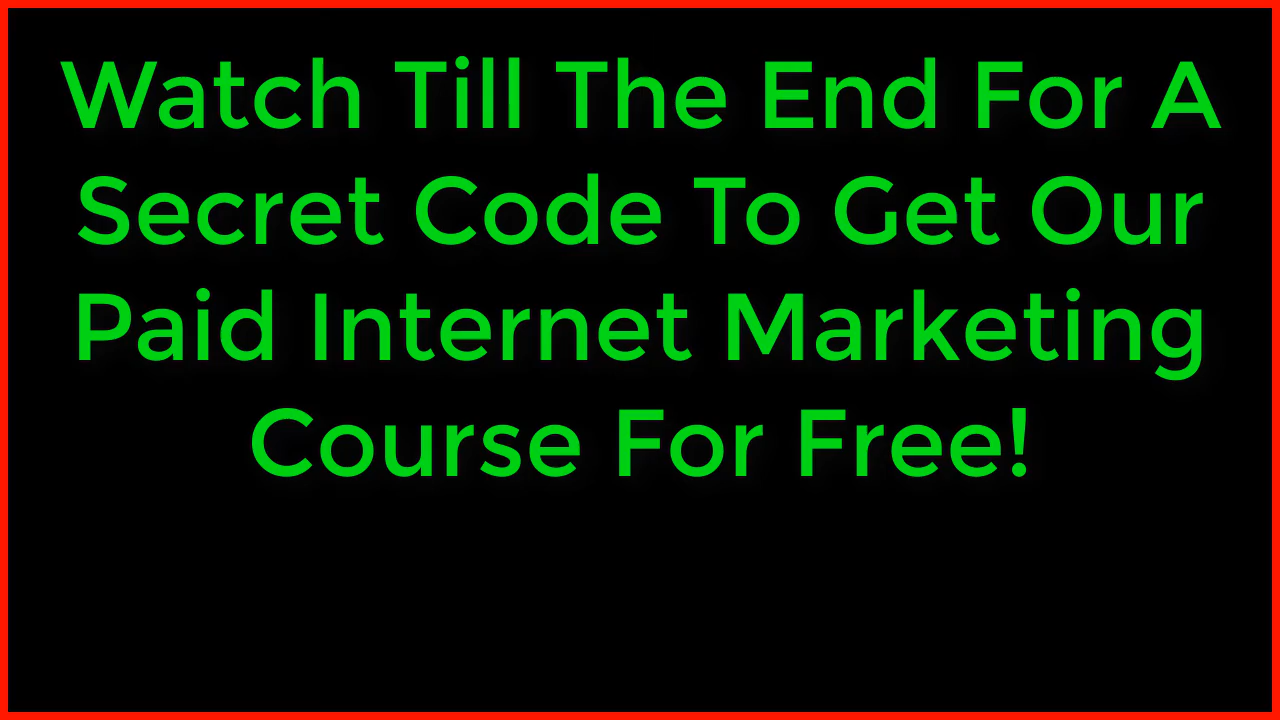 Watch Till The End For A
Secret Code To Get Our
Paid Internet Marketing
Course For Free!